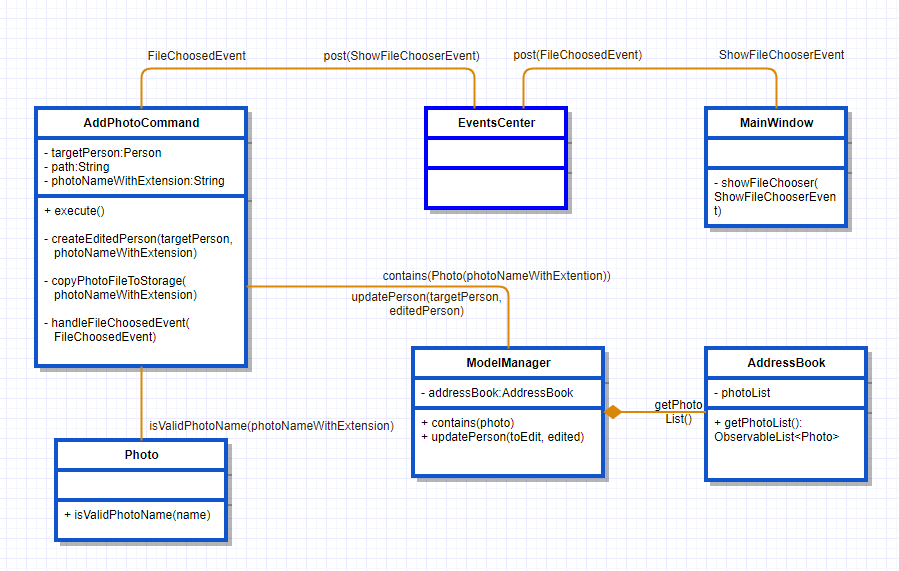 FileChoosedEvent
post(ShowFileChooserEvent)
post(FileChoosedEvent)
ShowFileChooserEvent
AddPhotoCommand
- targetPerson:Person
- path:String
- photoNameWithExtension:String
+ execute()
- createEditedPerson(targetPerson,
photoNameWithExtension)
- copyPhotoFileToStorage(
photoNameWithExtension)
- handleFileChoosedEvent(
FileChoosedEvent)
EventsCenter
MainWindow
- showFileChooser(
ShowFileChooserEven
t)
contains(Photo(photoNameWithExtention))
updatePerson(targetPerson,
editedPerson)
ModelManager
- addressBook:AddressBook
+ contains(photo)
+ updatePerson(toEdit, edited)
getPhoto
List()
AddressBook
- photoList
+ getPhotoList():
ObservableList<Photo>
isValidPhotoName(photoNameWithExtension)
Photo
+ isValidPhotoName(name)